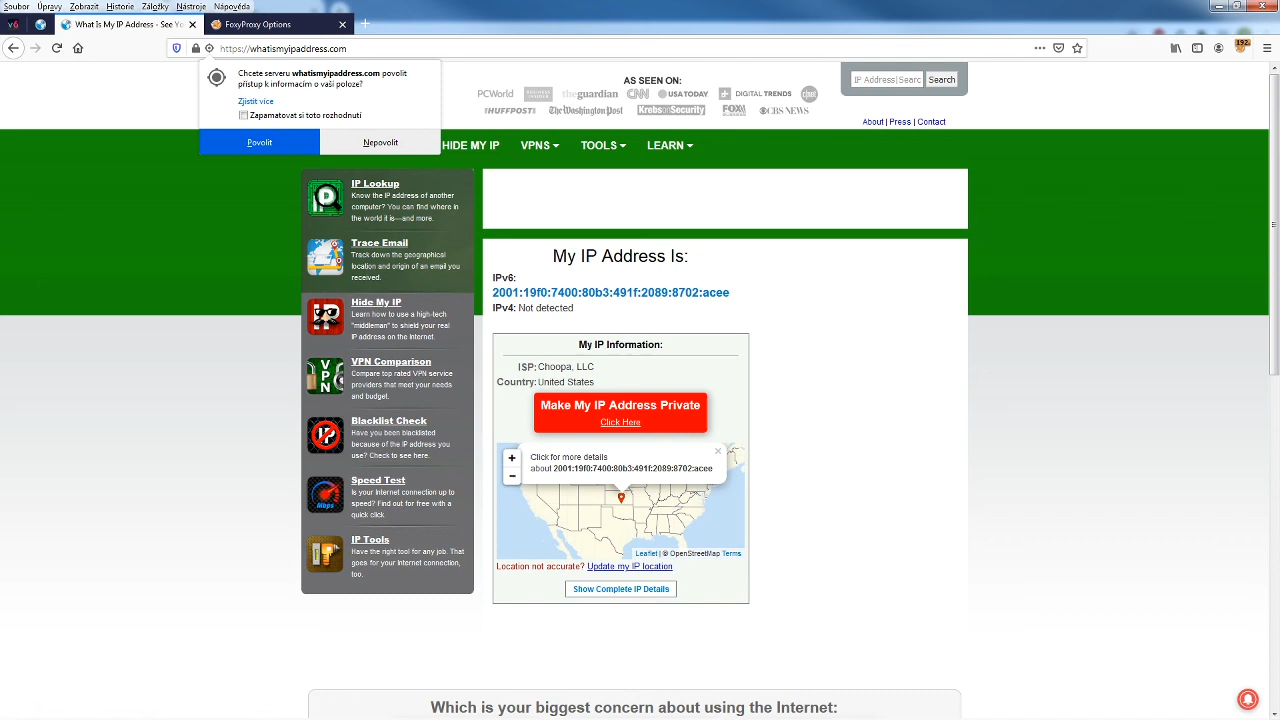 Soubor Úpravy Zobrazit Historie Záložky Nástroje Nápověda
What Is My IP Address - See Yo
FoxyProxy Options
https://whatismyipaddress.com
192
Chcete serveru whatismyipaddress.com povolit
přístup k informacím o vaší poloze?
Zjistit více
Zapamatovat si toto rozhodnutí
Povolit
Nepovolit
AS SEEN ON:
PCWorld
BUSINESS INSIDER
theguardian
CNN
USA TODAY
DIGITAL TRENDS
c|net
HUFFPOST
The Washington Post
KrebsonSecurity
FOX
CBS NEWS
IP Address|Searc
Search
About | Press | Contact
HIDE MY IP
VPNS
TOOLS
LEARN
IP Lookup
Know the IP address of another
computer? You can find where in
the world it is—and more.
Trace Email
Track down the geographical
location and origin of an email you
received.
Hide My IP
Learn how to use a high-tech
"middleman" to shield your real
IP address on the Internet.
VPN Comparison
Compare top rated VPN service
providers that meet your needs
and budget.
Blacklist Check
Have you been blacklisted
because of the IP address you
use? Check to see here.
Speed Test
Is your Internet connection up to
speed? Find out for free with a
quick click.
IP Tools
Have the right tool for any job. That
goes for your Internet connection,
too.
My IP Address Is:
IPv6:
2001:19f0:7400:80b3:491f:2089:8702:acee
IPv4: Not detected
My IP Information:
ISP: Choopa, LLC
Country: United States
Make My IP Address Private
Click Here
+
−
Click for more details
about 2001:19f0:7400:80b3:491f:2089:8702:acee
×
Leaflet | © OpenStreetMap Terms
Location not accurate? Update my IP location
Show Complete IP Details
Which is your biggest concern about using the Internet: